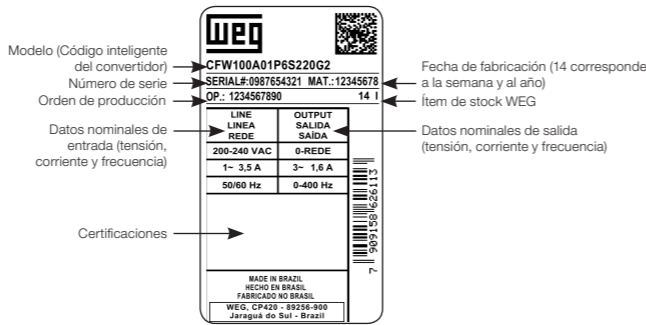 weg
CFW100A01P6S220G2
SERIAL#:0987654321 MAT.:12345678
OP.: 1234567890 14 I
LINE
LINEA
REDE
OUTPUT
SALIDA
SAÍDA
200-240 VAC 0-REDE
1~ 3,5 A 3~ 1,6 A
50/60 Hz 0-400 Hz
7 909158 626113
MADE IN BRAZIL
HECHO EN BRASIL
FABRICADO NO BRASIL
WEG, CP420 - 89256-900
Jaraguá do Sul - Brazil
Modelo (Código inteligente
del convertidor)
Número de serie
Orden de producción
Datos nominales de
entrada (tensión,
corriente y frecuencia)
Certificaciones
Fecha de fabricación (14 corresponde
a la semana y al año)
Ítem de stock WEG
Datos nominales de salida
(tensión, corriente y frecuencia)